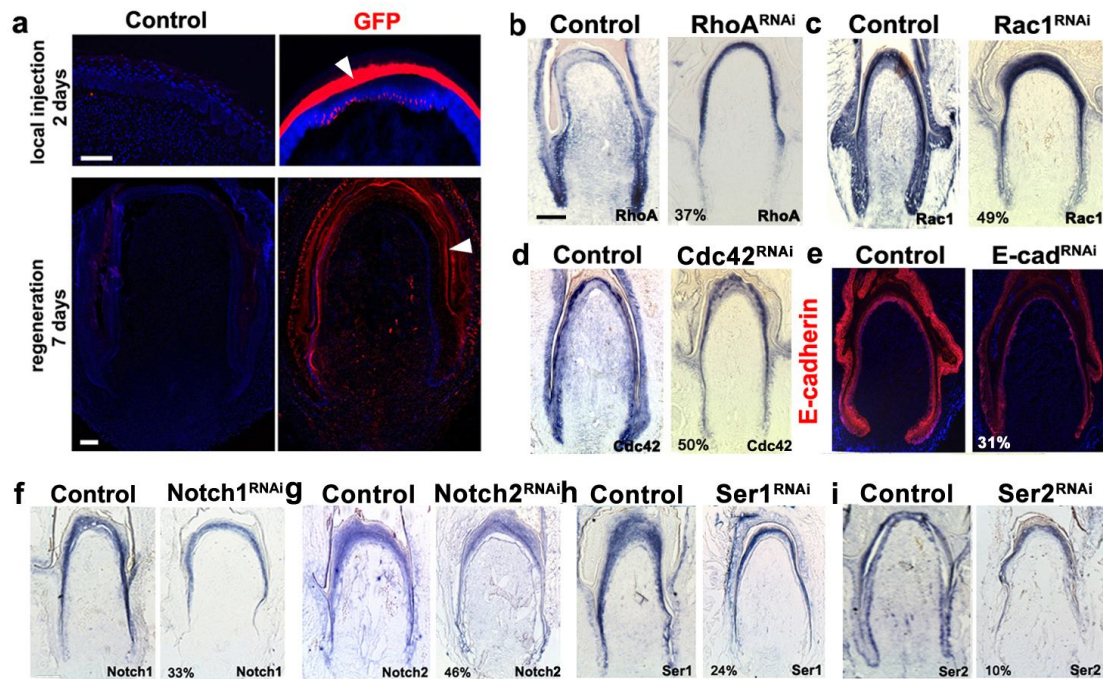 a
Control
GFP
local injection
2 days
regeneration
7 days
b
Control
RhoA^RNAi
RhoA
37%
RhoA
c
Control
Rac1^RNAi
Rac1
49%
Rac1
d
Control
Cdc42^RNAi
Cdc42
50%
Cdc42
e
Control
E-cad^RNAi
E-cadherin
31%
f
Control
Notch1^RNAi
Notch1
33%
Notch1
g
Control
Notch2^RNAi
Notch2
46%
Notch2
h
Control
Ser1^RNAi
Ser1
24%
Ser1
i
Control
Ser2^RNAi
Ser2
10%
Ser2